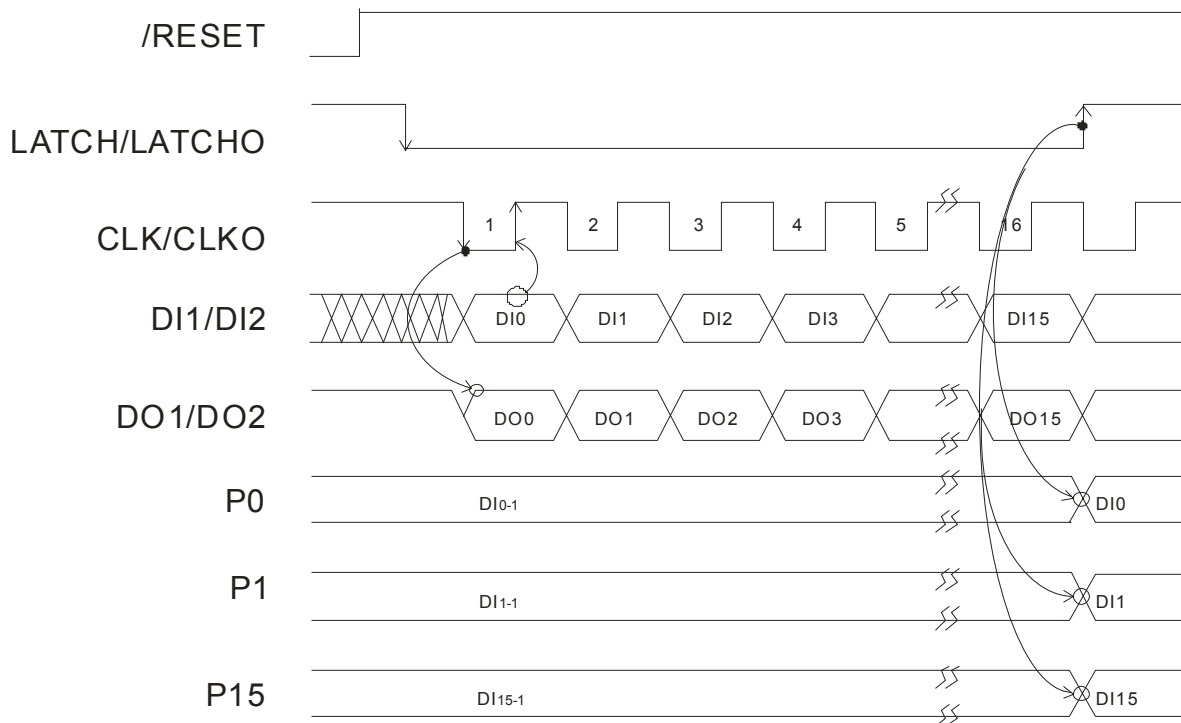 /RESET
LATCH/LATCHO
CLK/CLKO 1 2 3 4 5 16
DI1/DI2 DI0 DI1 DI2 DI3 DI15
DO1/DO2 DO0 DO1 DO2 DO3 DO15
P0 DI0-1 DI0
P1 DI1-1 DI1
P15 DI15-1 DI15